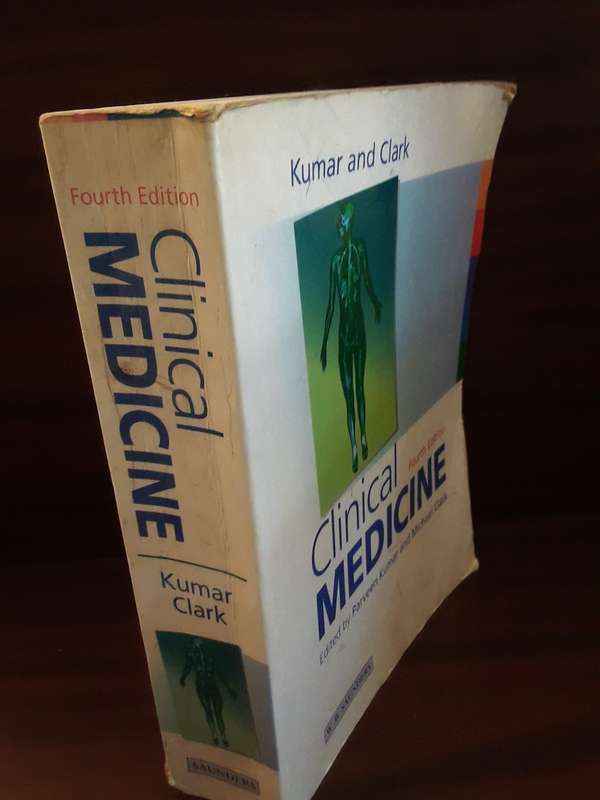 Fourth Edition
Clinical
MEDICINE
Kumar
Clark
SAUNDERS
Kumar and Clark
Clinical
Fourth Edition
MEDICINE
Edited by Parveen Kumar and Michael Clark
W.B. SAUNDERS